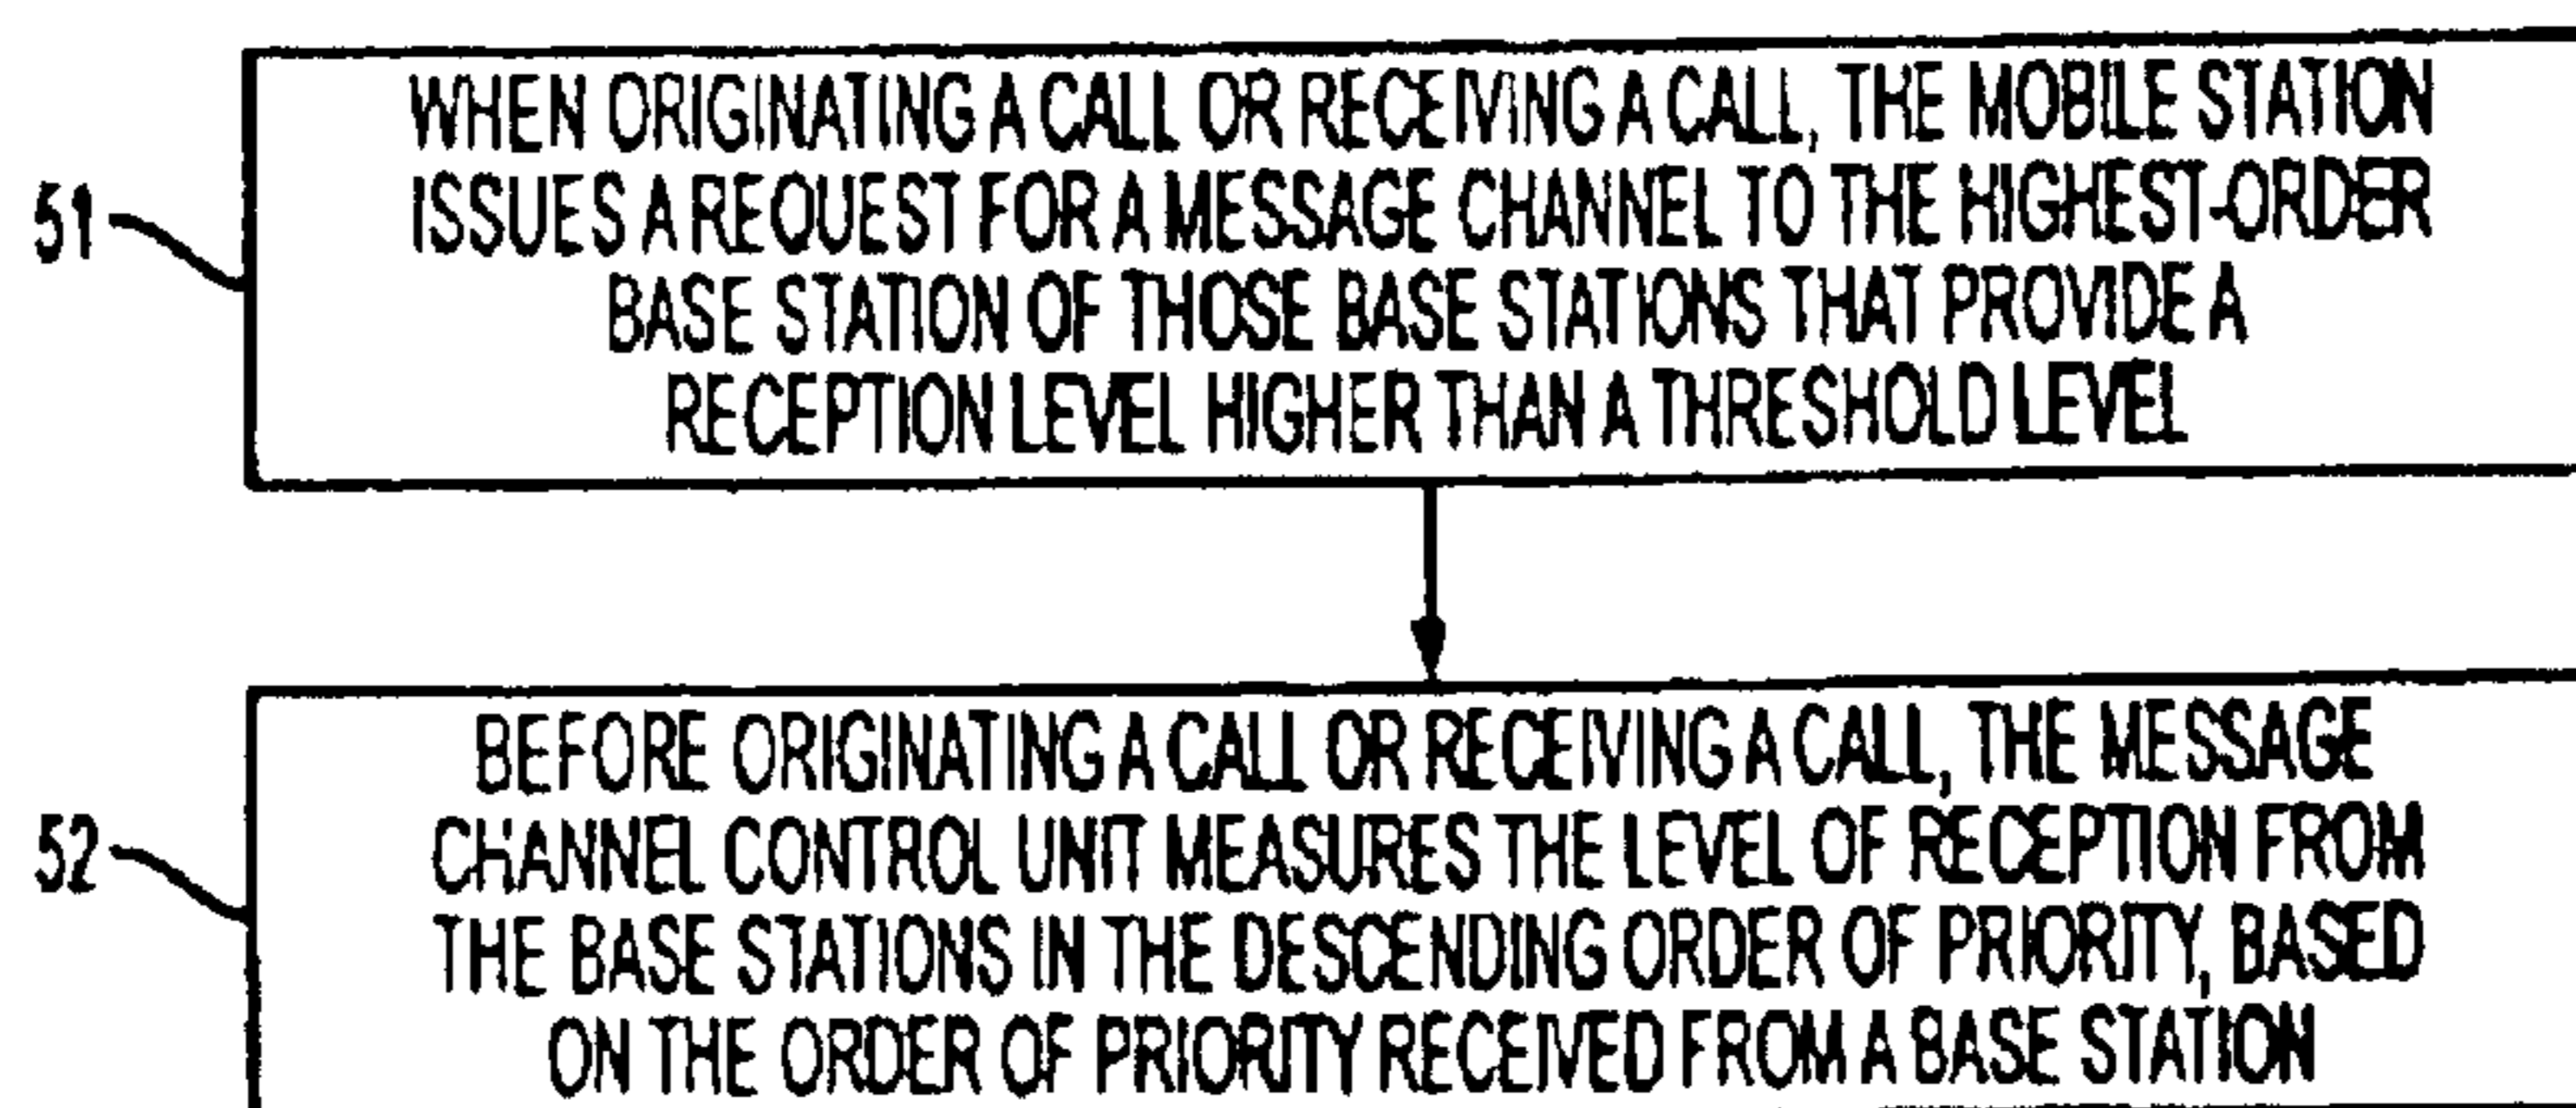 WHEN ORIGINATING A CALL OR RECEIVING A CALL, THE MOBILE STATION
ISSUES A REQUEST FOR A MESSAGE CHANNEL TO THE HIGHEST-ORDER
51
BASE STATION OF THOSE BASE STATIONS THAT PROVIDE A
RECEPTION LEVEL HIGHER THAN A THRESHOLD LEVEL
BEFORE ORIGINATING A CALL OR RECEIVING A CALL, THE MESSAGE
CHANNEL CONTROL UNIT MEASURES THE LEVEL OF RECEPTION FROM
52
THE BASE STATIONS IN THE DESCENDING ORDER OF PRIORITY, BASED
ON THE ORDER OF PRIORITY RECEIVED FROM A BASE STATION